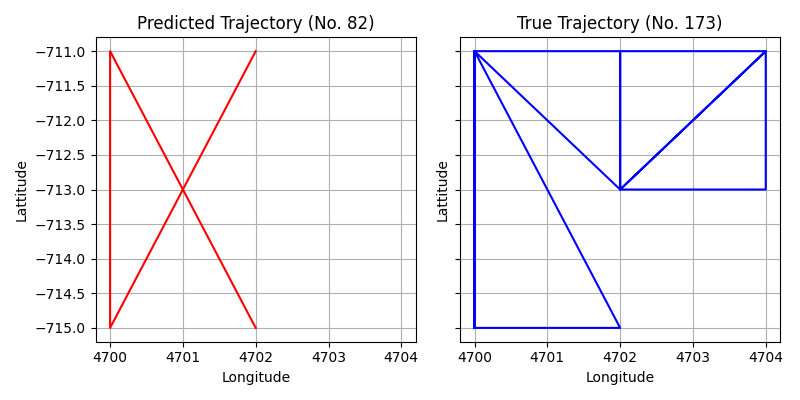 Predicted Trajectory (No. 82)
True Trajectory (No. 173)
−711.0
−711.5
−712.0
−712.5
−713.0
−713.5
−714.0
−714.5
−715.0
Lattitude
Lattitude
4700 4701 4702 4703 4704
4700 4701 4702 4703 4704
Longitude
Longitude